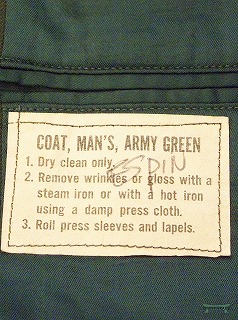 COAT, MAN'S, ARMY GREEN
1. Dry clean only.
ESPIN
2. Remove wrinkles or gloss with a
steam iron or with a hot iron
using a damp press cloth.
3. Roll press sleeves and lapels.